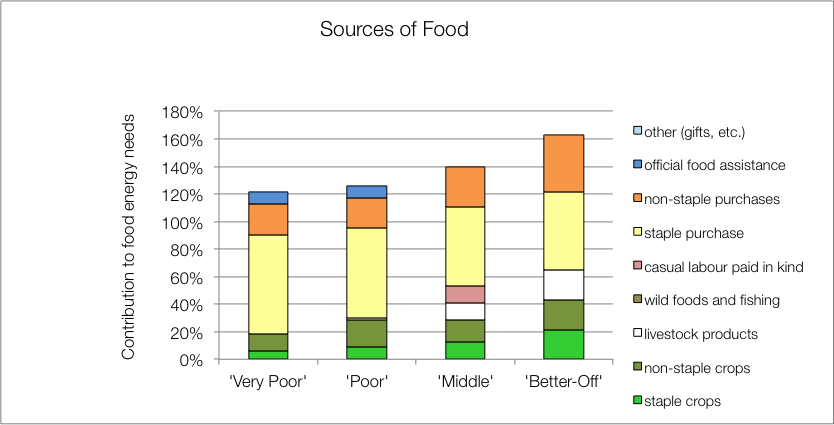 Sources of Food
Contribution to food energy needs
180%
160%
140%
120%
100%
80%
60%
40%
20%
0%
'Very Poor'
'Poor'
'Middle'
'Better-Off'
other (gifts, etc.)
official food assistance
non-staple purchases
staple purchase
casual labour paid in kind
wild foods and fishing
livestock products
non-staple crops
staple crops